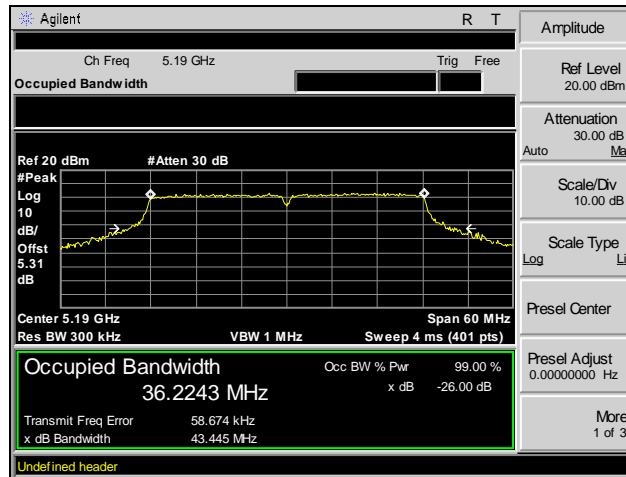 Agilent R T
Ch Freq 5.19 GHz Trig Free
Occupied Bandwidth
Ref 20 dBm #Atten 30 dB
#Peak
Log
10
dB/
Offst
5.31
dB
Center 5.19 GHz Span 60 MHz
Res BW 300 kHz VBW 1 MHz Sweep 4 ms (401 pts)
Occupied Bandwidth
36.2243 MHz
Occ BW % Pwr 99.00 %
x dB -26.00 dB
Transmit Freq Error 58.674 kHz
x dB Bandwidth 43.445 MHz
Undefined header
Amplitude
Ref Level
20.00 dBm
Attenuation
30.00 dB
Auto Ma
Scale/Div
10.00 dB
Scale Type
Log Li
Presel Center
Presel Adjust
0.00000000 Hz
More
1 of 3